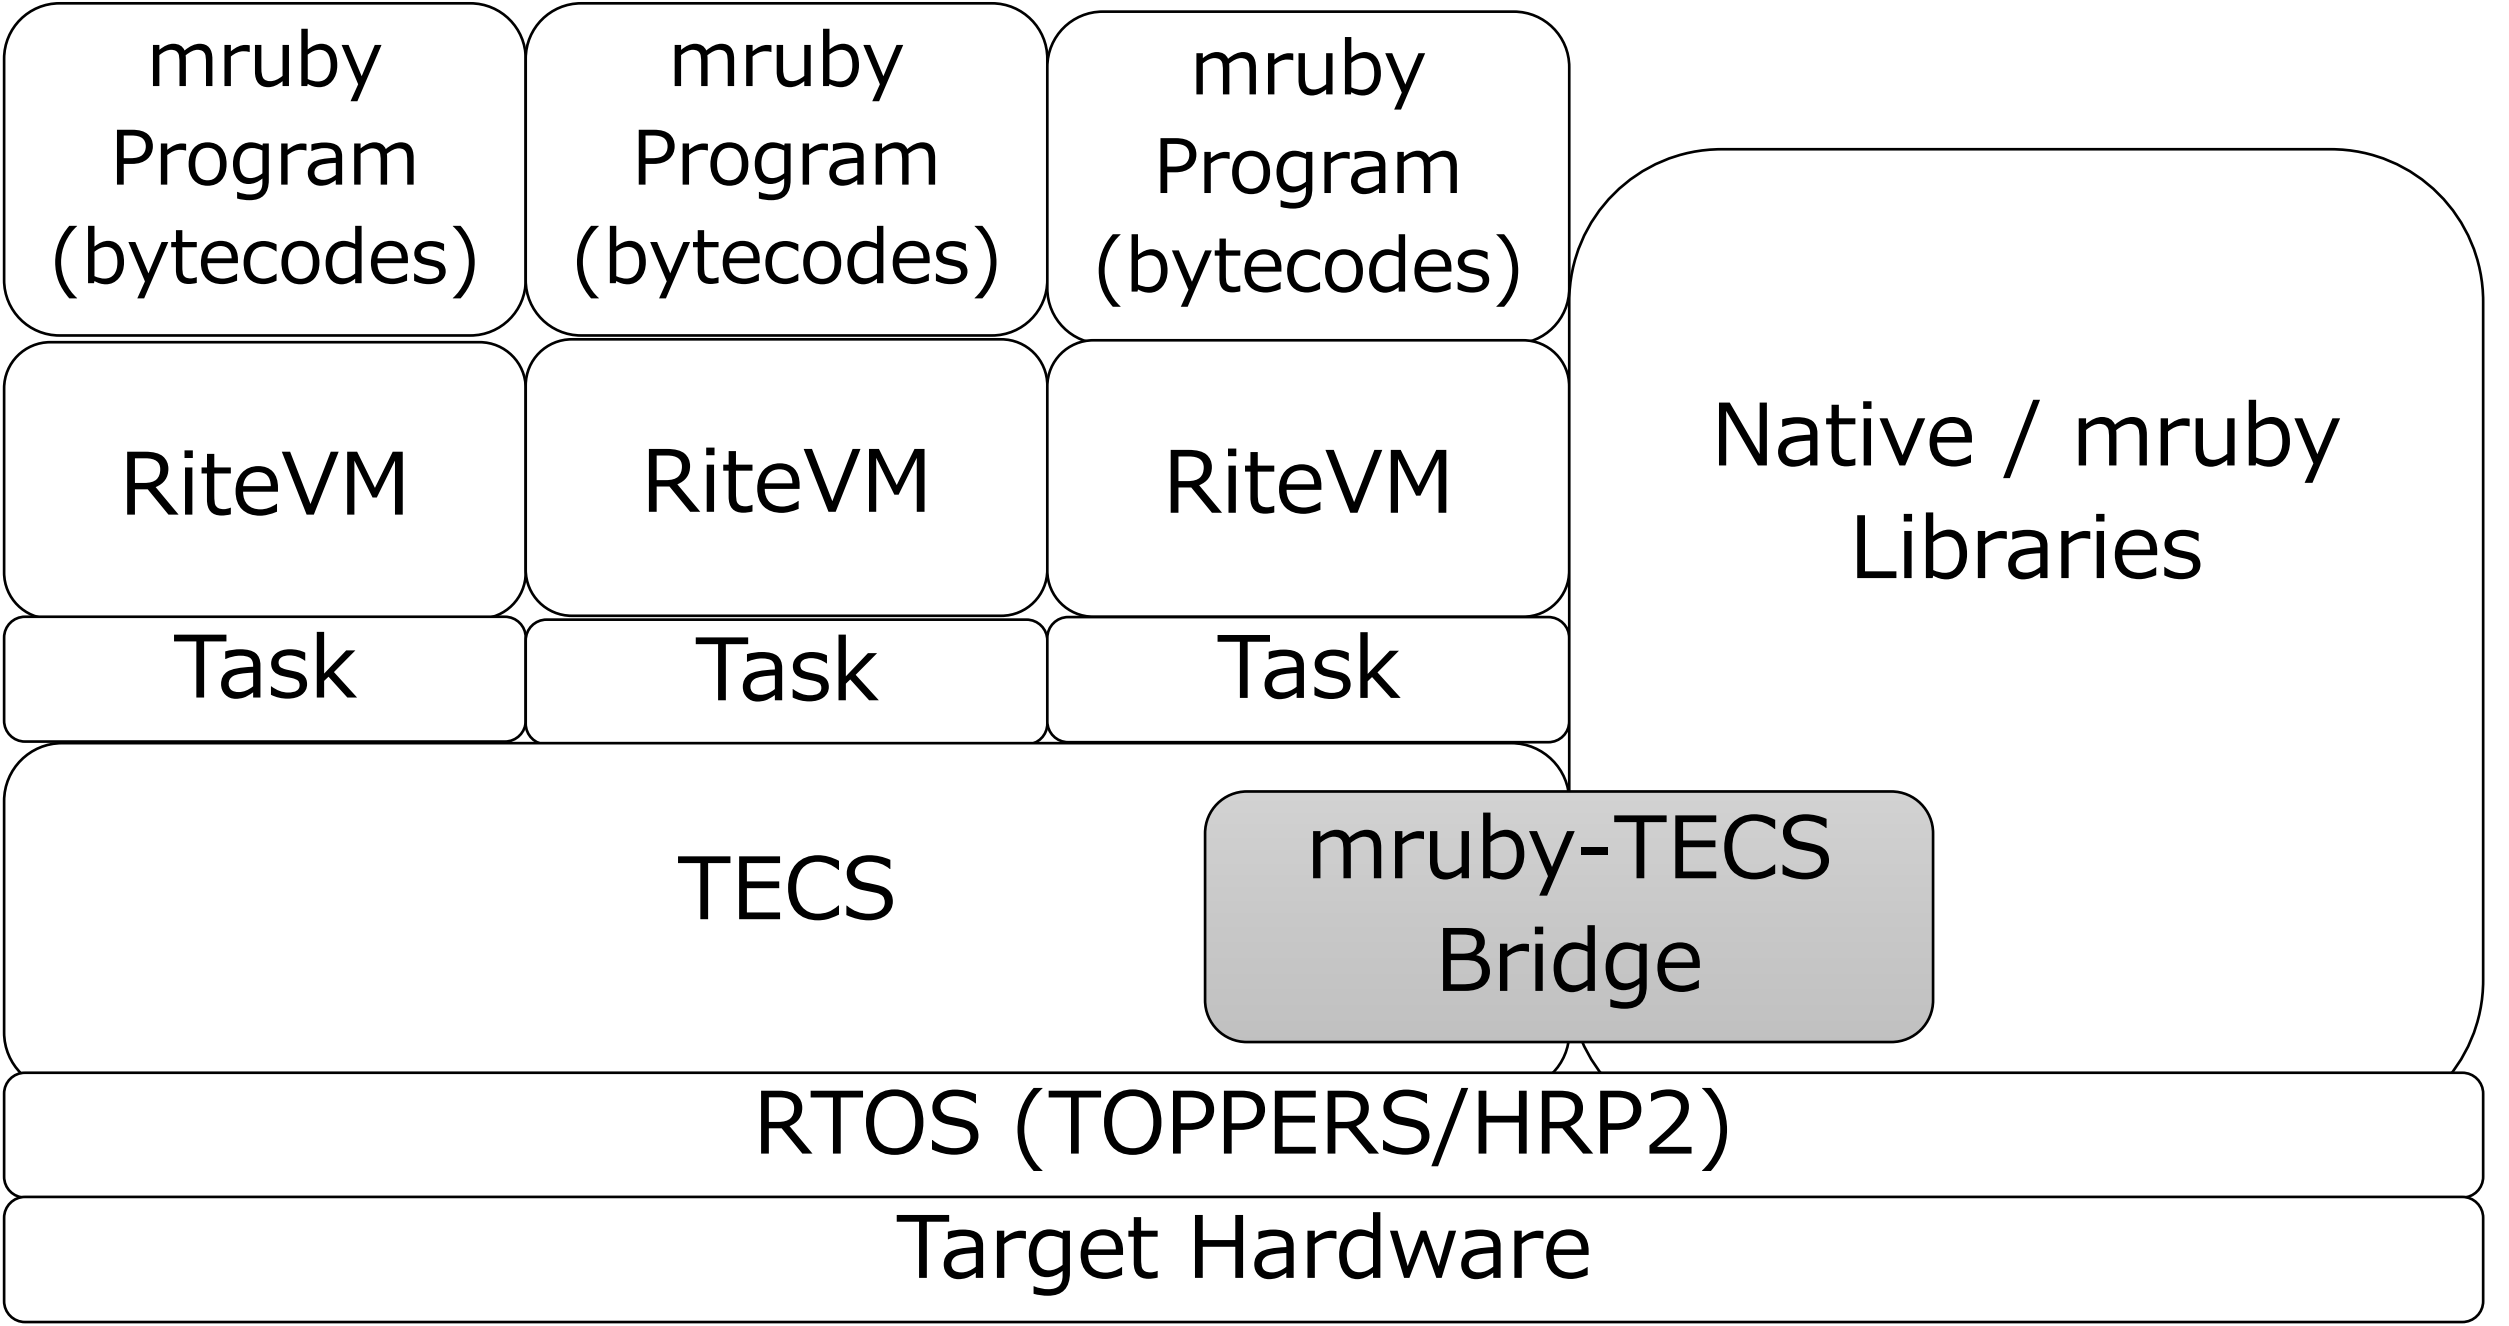 mruby
Program
(bytecodes)
mruby
Program
(bytecodes)
mruby
Program
(bytecodes)
RiteVM
RiteVM
RiteVM
Native / mruby
Libraries
Task
Task
Task
TECS
mruby-TECS
Bridge
RTOS (TOPPERS/HRP2)
Target Hardware